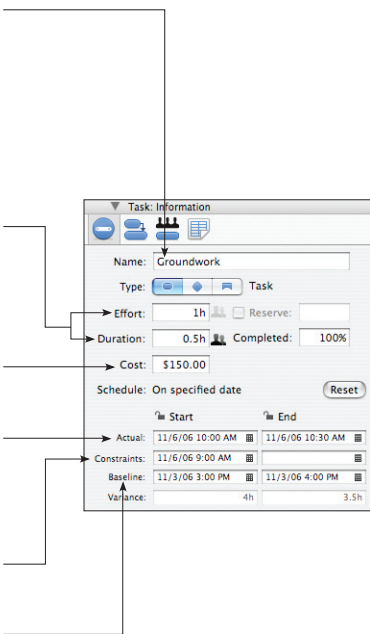 Task: Information
Name: Groundwork
Type: Task
Effort: 1h Reserve:
Duration: 0.5h Completed: 100%
Cost: $150.00
Schedule: On specified date Reset
Start End
Actual: 11/6/06 10:00 AM 11/6/06 10:30 AM
Constraints: 11/6/06 9:00 AM
Baseline: 11/3/06 3:00 PM 11/3/06 4:00 PM
Variance: 4h 3.5h